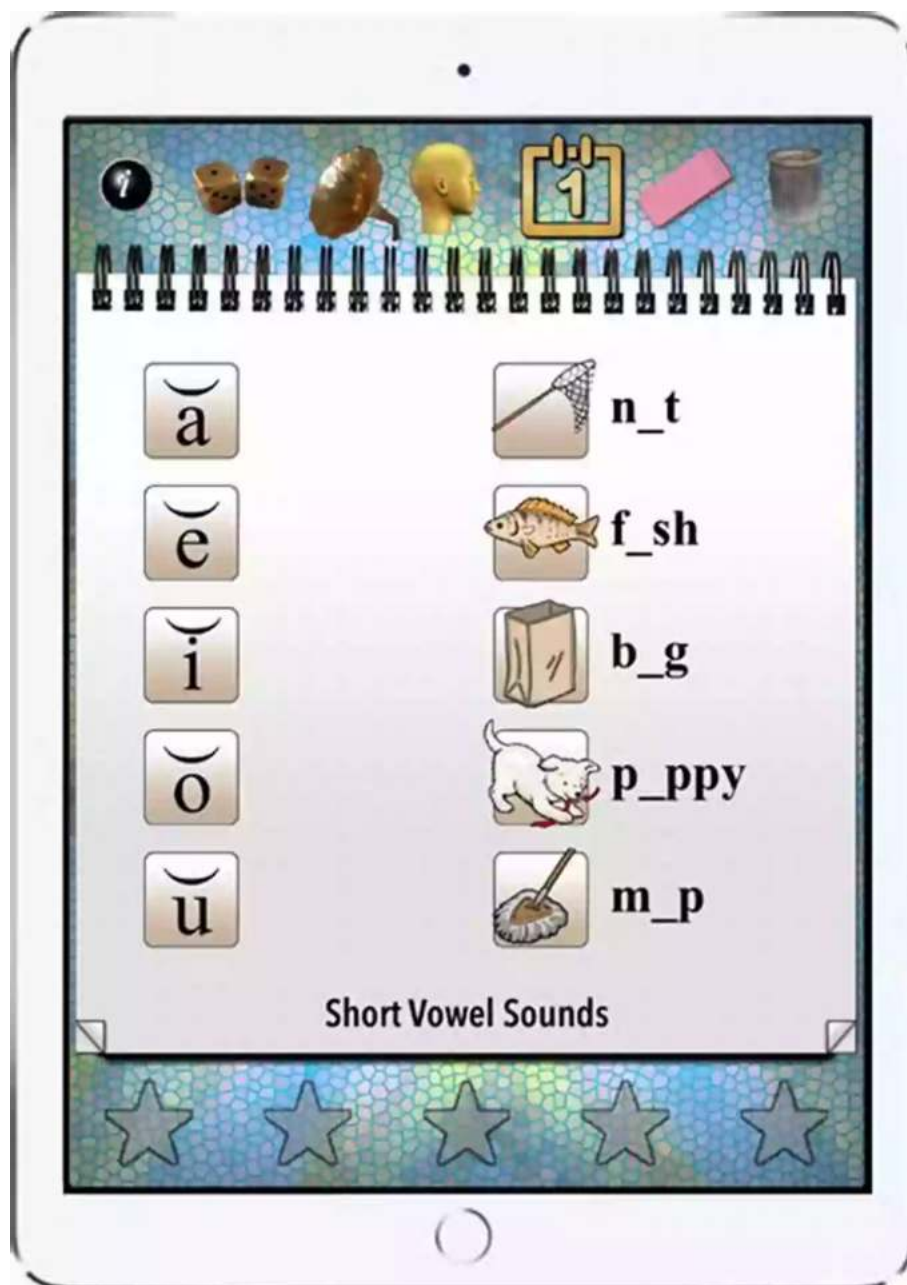 i
1
ă n_t
ĕ f_sh
ĭ b_g
ŏ p_ppy
ŭ m_p
Short Vowel Sounds